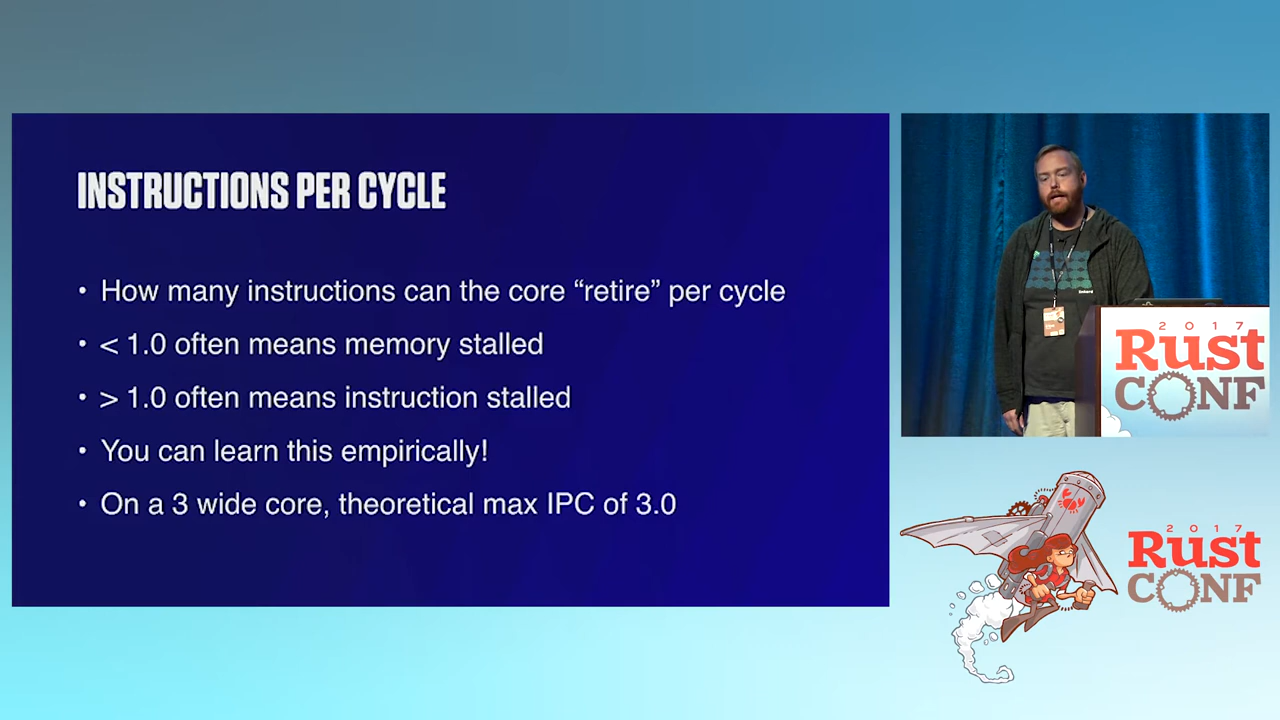 INSTRUCTIONS PER CYCLE
• How many instructions can the core “retire” per cycle
• < 1.0 often means memory stalled
• > 1.0 often means instruction stalled
• You can learn this empirically!
• On a 3 wide core, theoretical max IPC of 3.0
2017
Rust
CONF
2017
Rust
CONF